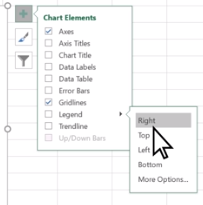 Chart Elements
Axes
Axis Titles
Chart Title
Data Labels
Data Table
Error Bars
Gridlines
Legend
Trendline
Up/Down Bars
Right
Top
Left
Bottom
More Options...